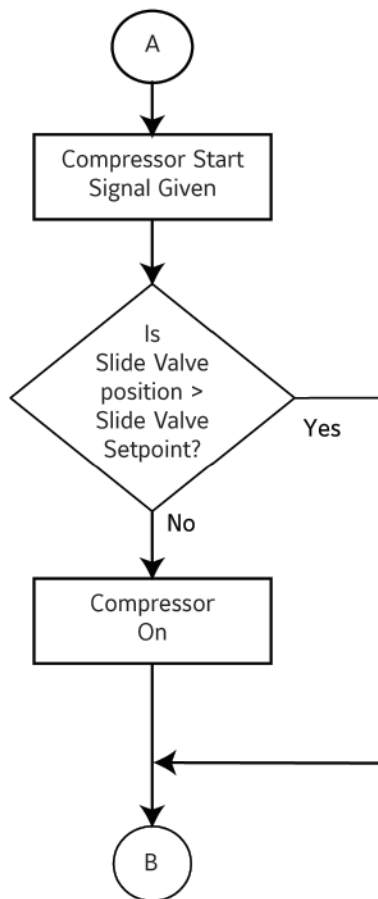 A
Compressor Start
Signal Given
Is
Slide Valve
position >
Slide Valve
Setpoint?
Yes
No
Compressor
On
B